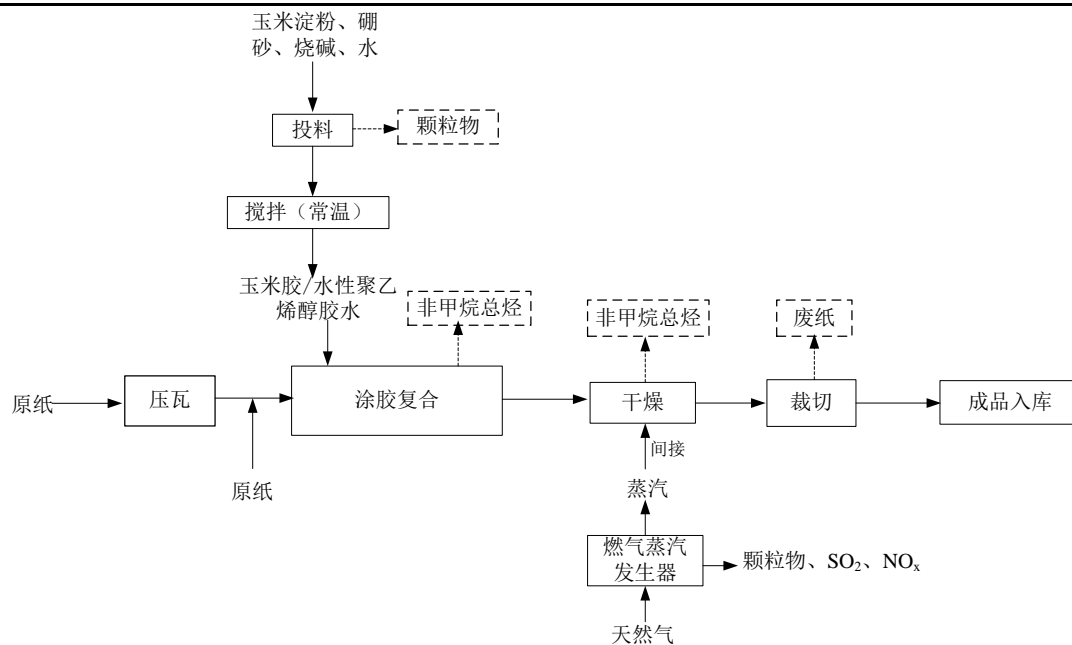 玉米淀粉、硼
砂、烧碱、水
投料
颗粒物
搅拌（常温）
玉米胶/水性聚乙
烯醇胶水
非甲烷总烃
非甲烷总烃
废纸
原纸
压瓦
涂胶复合
干燥
裁切
成品入库
原纸
间接
蒸汽
燃气蒸汽
发生器
颗粒物、SO₂、NOₓ
天然气